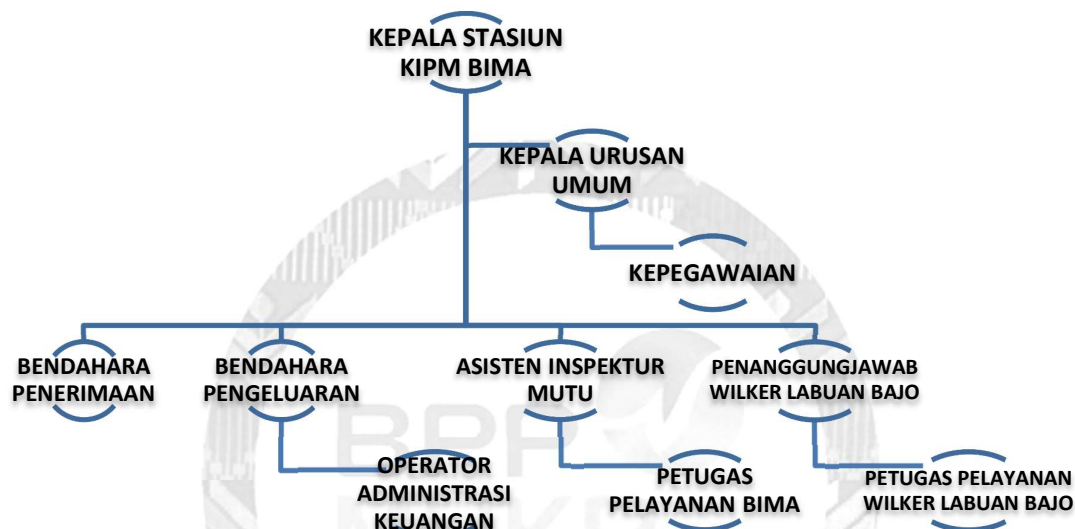 KEPALA STASIUN
KIPM BIMA
KEPALA URUSAN
UMUM
KEPEGAWAIAN
BENDAHARA
PENERIMAAN
BENDAHARA
PENGELUARAN
ASISTEN INSPEKTUR
MUTU
PENANGGUNGJAWAB
WILKER LABUAN BAJO
OPERATOR
ADMINISTRASI
KEUANGAN
PETUGAS
PELAYANAN BIMA
PETUGAS PELAYANAN
WILKER LABUAN BAJO